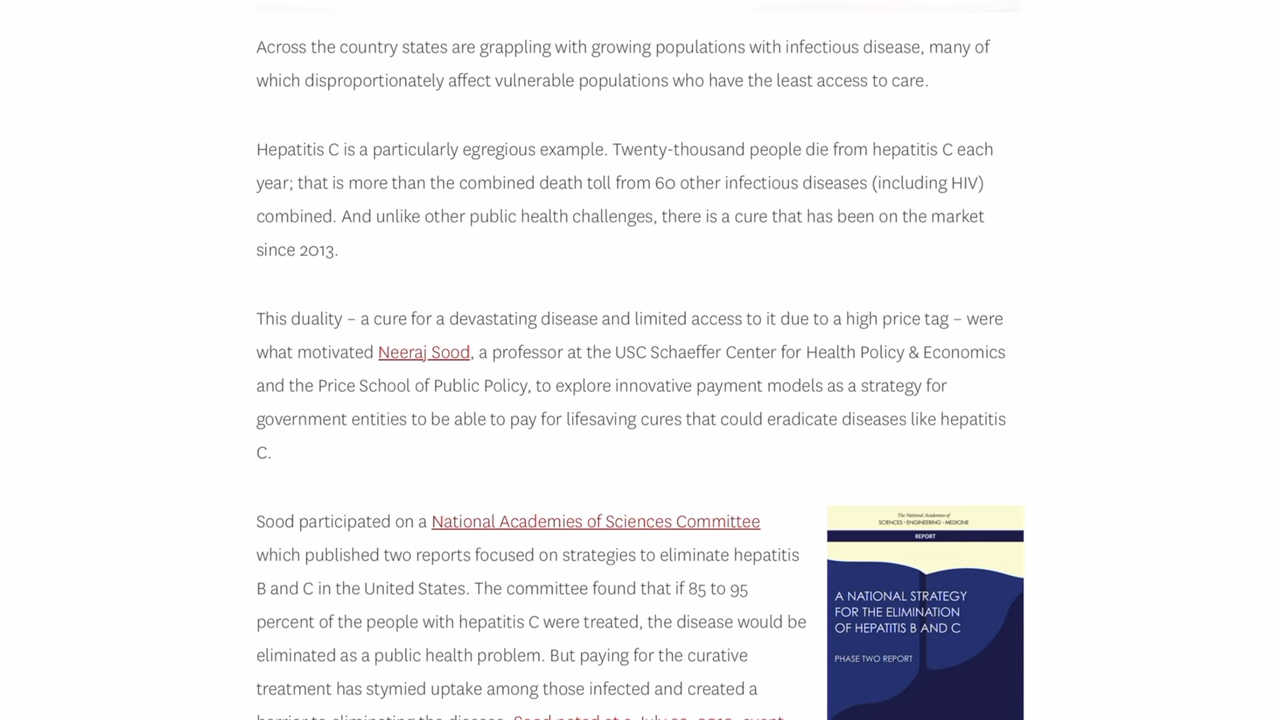 Across the country states are grappling with growing populations with infectious disease, many of
which disproportionately affect vulnerable populations who have the least access to care.
Hepatitis C is a particularly egregious example. Twenty-thousand people die from hepatitis C each
year; that is more than the combined death toll from 60 other infectious diseases (including HIV)
combined. And unlike other public health challenges, there is a cure that has been on the market
since 2013.
This duality – a cure for a devastating disease and limited access to it due to a high price tag – were
what motivated Neeraj Sood, a professor at the USC Schaeffer Center for Health Policy & Economics
and the Price School of Public Policy, to explore innovative payment models as a strategy for
government entities to be able to pay for lifesaving cures that could eradicate diseases like hepatitis
C.
Sood participated on a National Academies of Sciences Committee
which published two reports focused on strategies to eliminate hepatitis
B and C in the United States. The committee found that if 85 to 95
percent of the people with hepatitis C were treated, the disease would be
eliminated as a public health problem. But paying for the curative
treatment has stymied uptake among those infected and created a
barrier to eliminating the disease. Sood noted at a July
The National Academies of
SCIENCES · ENGINEERING · MEDICINE
REPORT
A NATIONAL STRATEGY
FOR THE ELIMINATION
OF HEPATITIS B AND C
PHASE TWO REPORT